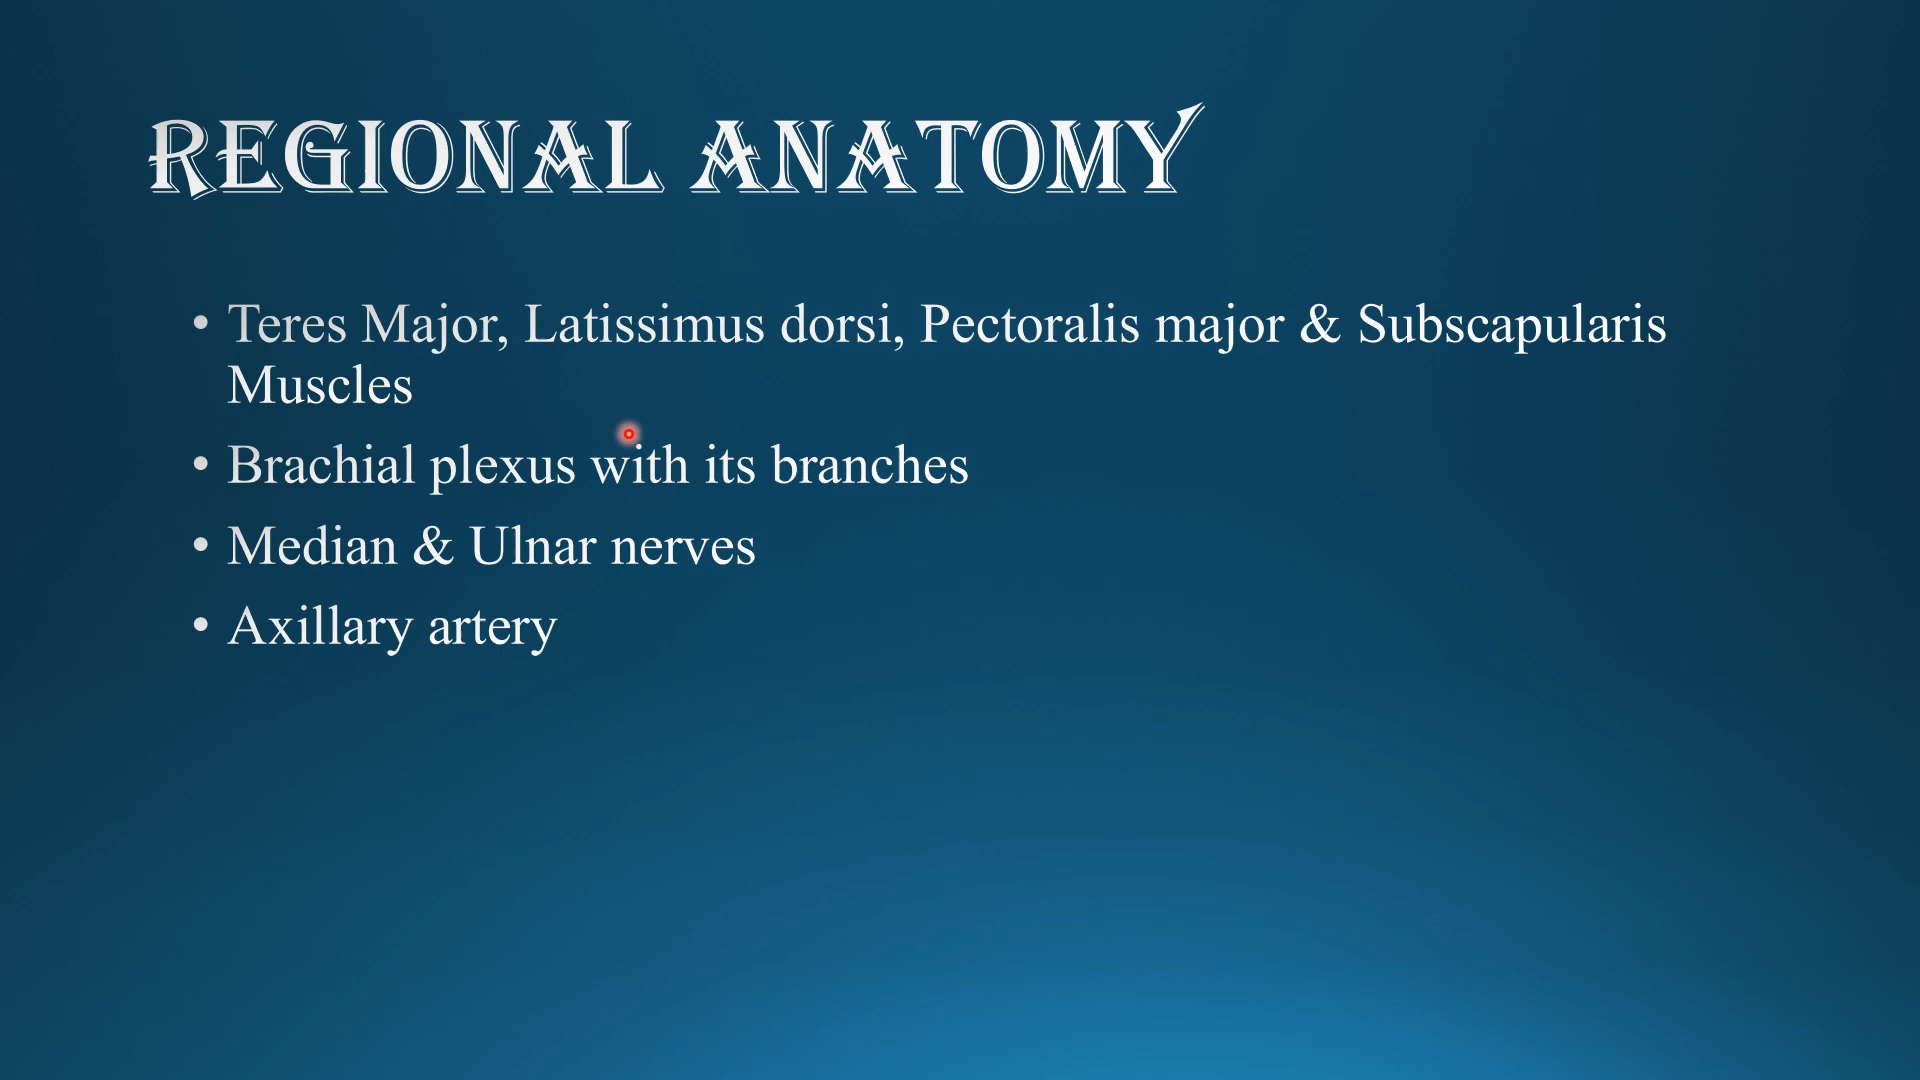 REGIONAL ANATOMY
• Teres Major, Latissimus dorsi, Pectoralis major & Subscapularis
Muscles
• Brachial plexus with its branches
• Median & Ulnar nerves
• Axillary artery